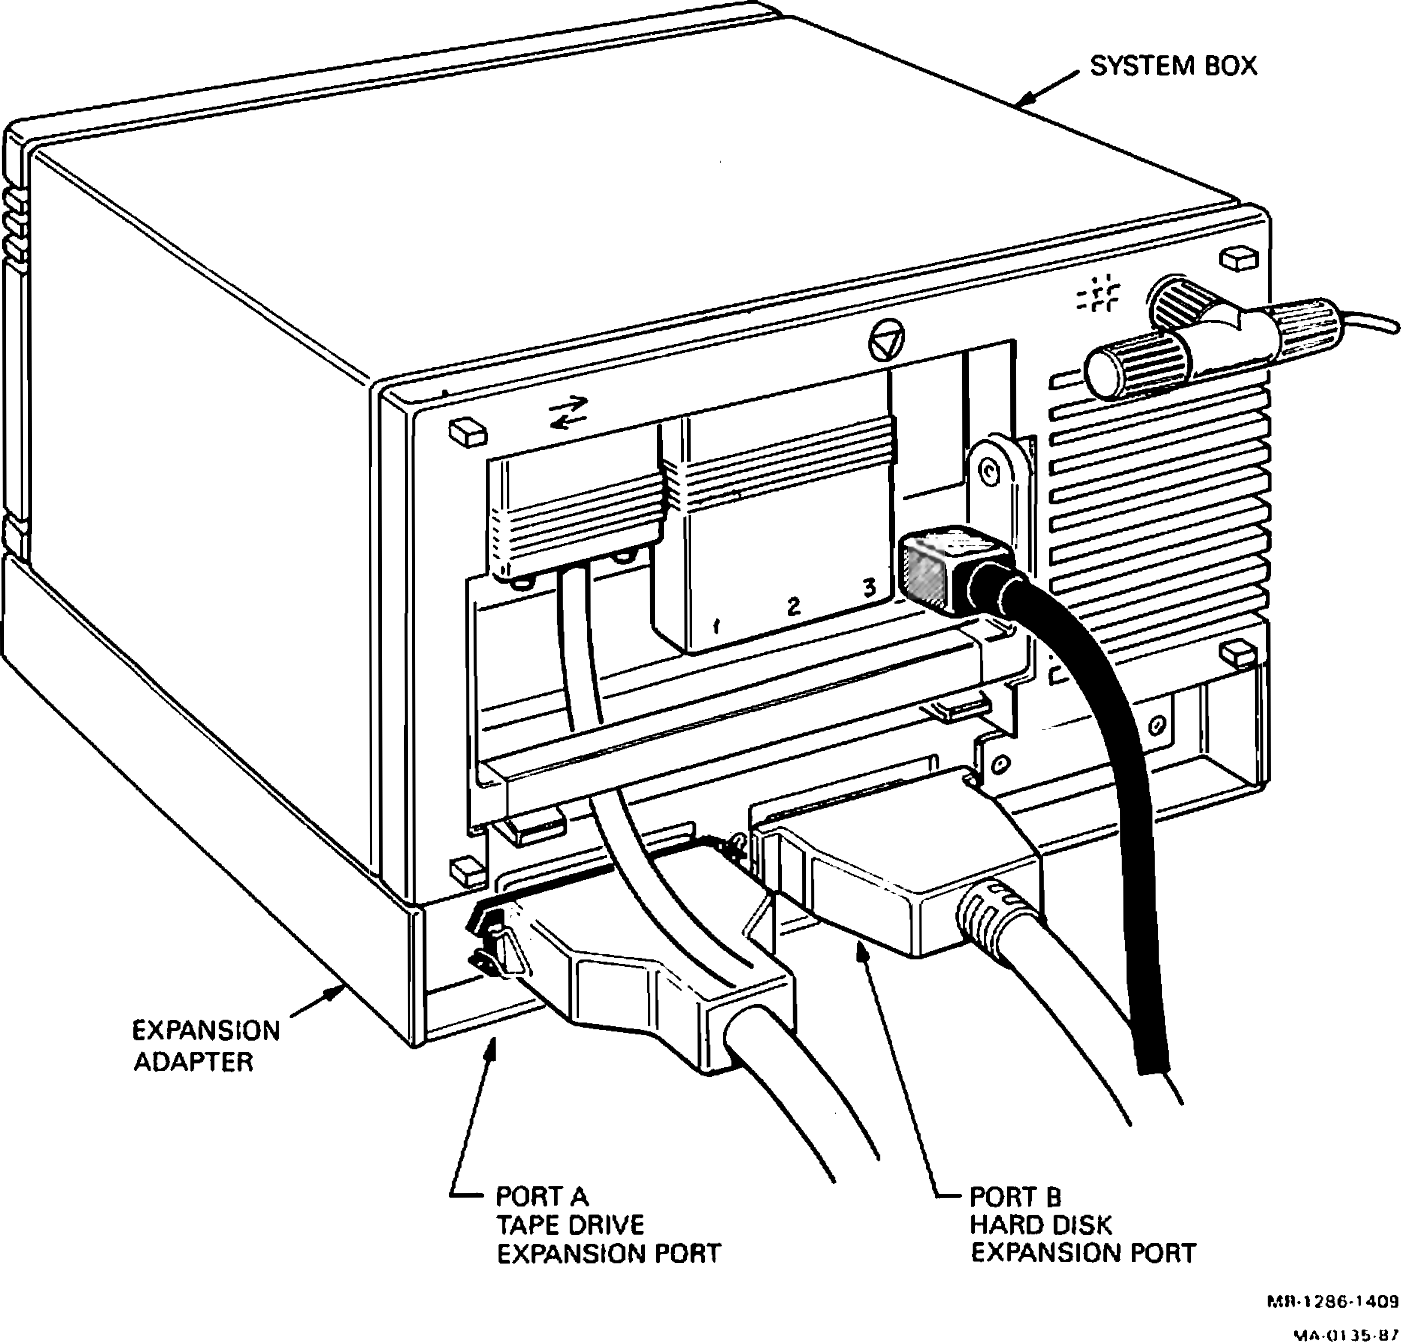 SYSTEM BOX
1 2 3
EXPANSION
ADAPTER
PORT A
TAPE DRIVE
EXPANSION PORT
PORT B
HARD DISK
EXPANSION PORT
MR-1286-1409
MA-0135-87